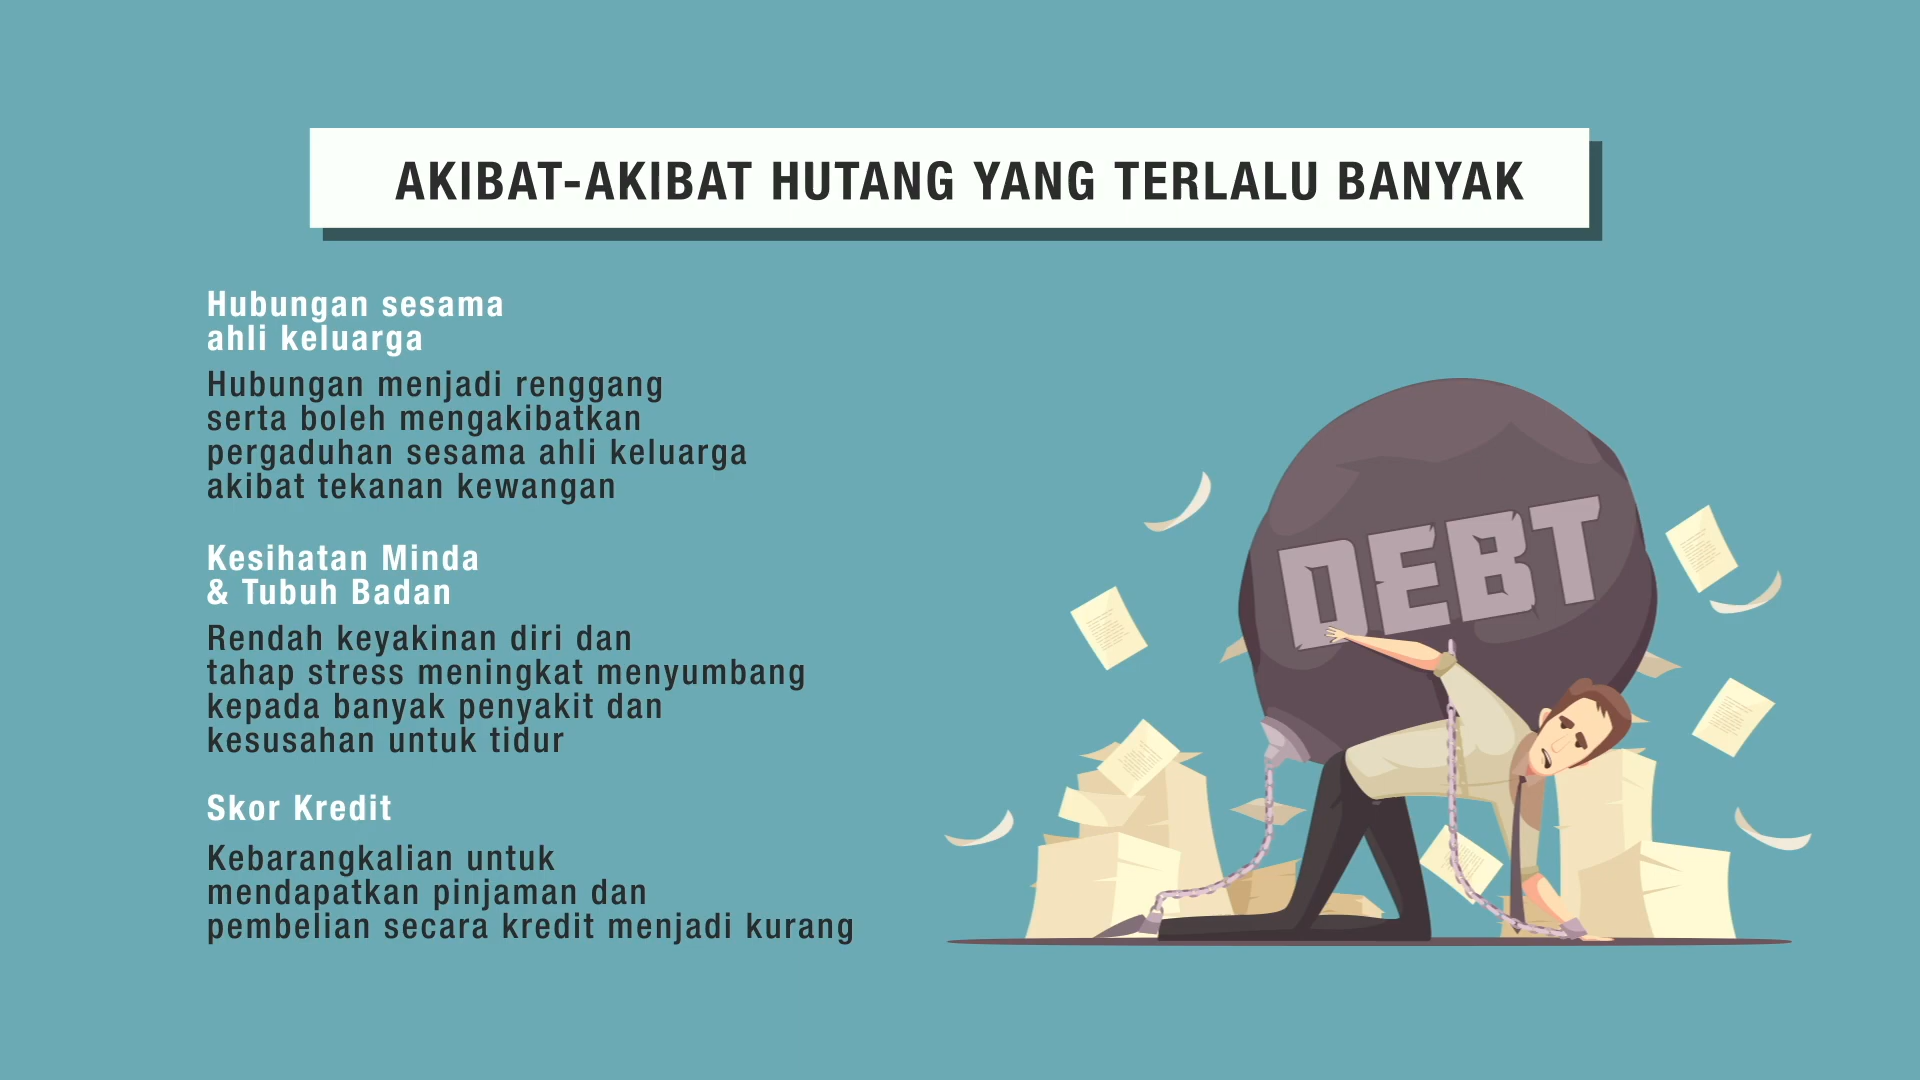 AKIBAT-AKIBAT HUTANG YANG TERLALU BANYAK
Hubungan sesama
ahli keluarga
Hubungan menjadi renggang
serta boleh mengakibatkan
pergaduhan sesama ahli keluarga
akibat tekanan kewangan
Kesihatan Minda
& Tubuh Badan
Rendah keyakinan diri dan
tahap stress meningkat menyumbang
kepada banyak penyakit dan
kesusahan untuk tidur
Skor Kredit
Kebarangkalian untuk
mendapatkan pinjaman dan
pembelian secara kredit menjadi kurang
DEBT